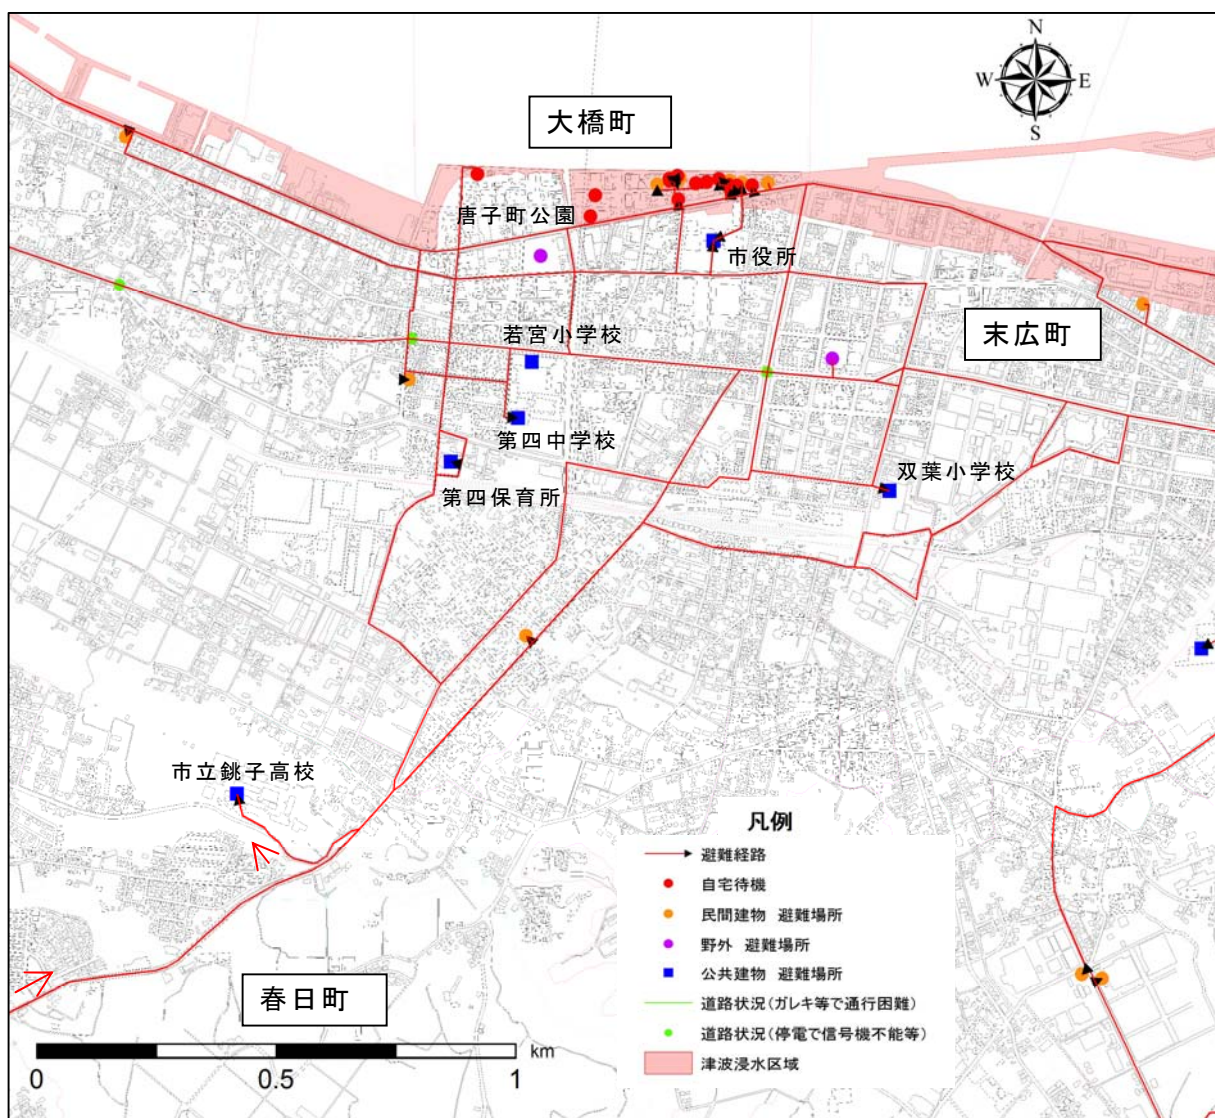 N
W E
S
大橋町
唐子町公園
市役所
若宮小学校
末広町
第四中学校
双葉小学校
第四保育所
市立銚子高校
春日町
凡例
避難経路
自宅待機
民間建物 避難場所
野外 避難場所
公共建物 避難場所
道路状況(ガレキ等で通行困難)
道路状況(停電で信号機不能等)
津波浸水区域
km
0 0.5 1